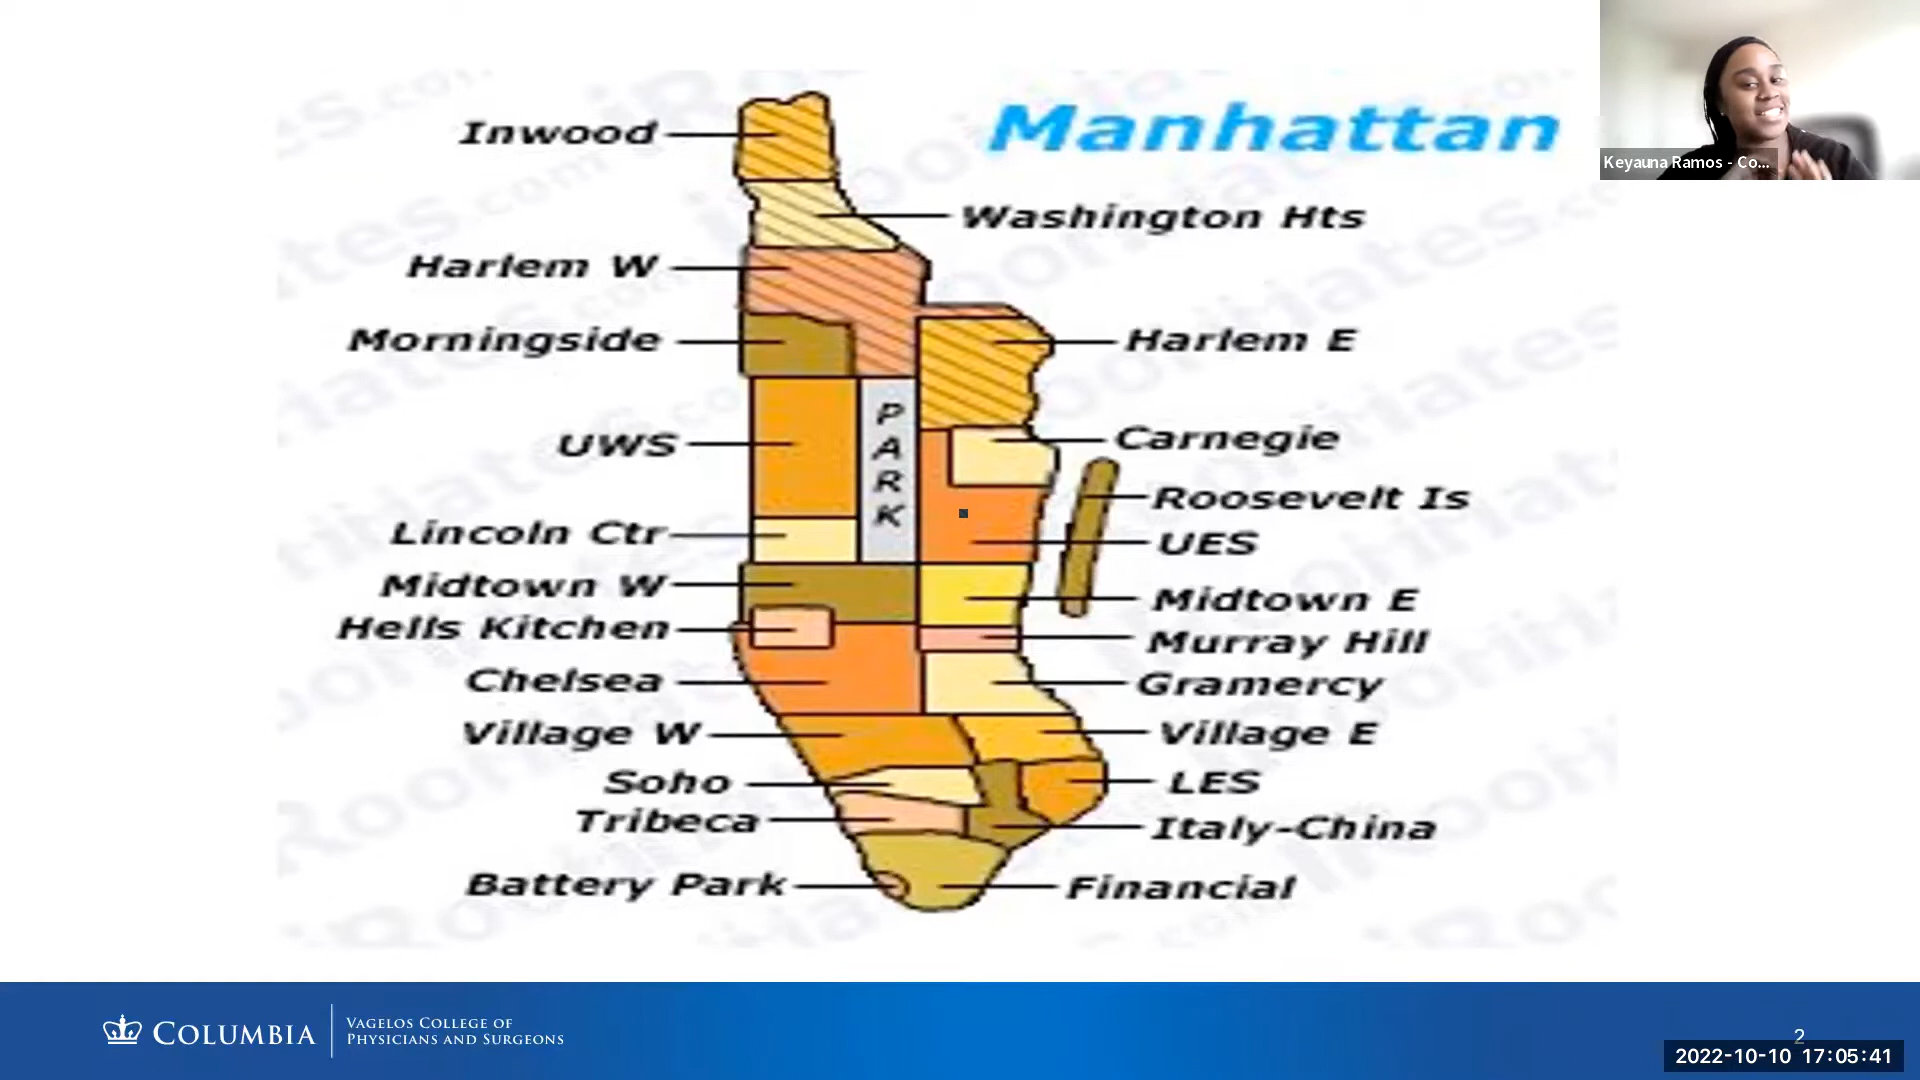 Manhattan
Keyauna Ramos - Co...
Inwood
Washington Hts
Harlem W
Morningside
Harlem E
PARK
UWS
Carnegie
Roosevelt Is
Lincoln Ctr
UES
Midtown W
Midtown E
Hells Kitchen
Murray Hill
Chelsea
Gramercy
Village W
Village E
Soho
LES
Tribeca
Italy-China
Battery Park
Financial
COLUMBIA
VAGELOS COLLEGE OF
PHYSICIANS AND SURGEONS
2
2022-10-10 17:05:41